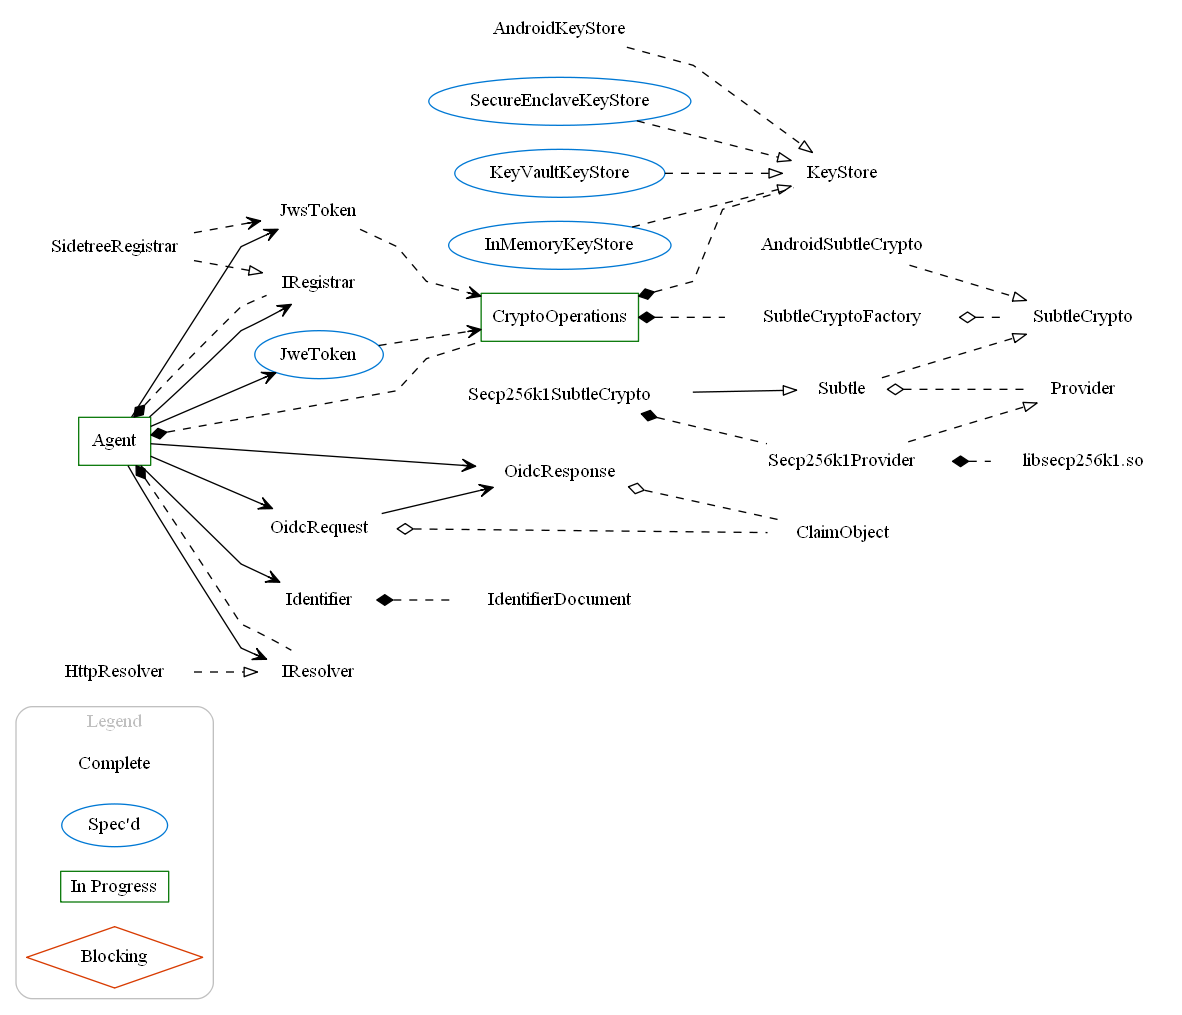 AndroidKeyStore
SecureEnclaveKeyStore
KeyVaultKeyStore
KeyStore
JwsToken
SidetreeRegistrar
InMemoryKeyStore
AndroidSubtleCrypto
IRegistrar
CryptoOperations
SubtleCryptoFactory
SubtleCrypto
JweToken
Secp256k1SubtleCrypto
Subtle
Provider
Agent
OidcResponse
Secp256k1Provider
libsecp256k1.so
OidcRequest
ClaimObject
Identifier
IdentifierDocument
HttpResolver
IResolver
Legend
Complete
Spec'd
In Progress
Blocking